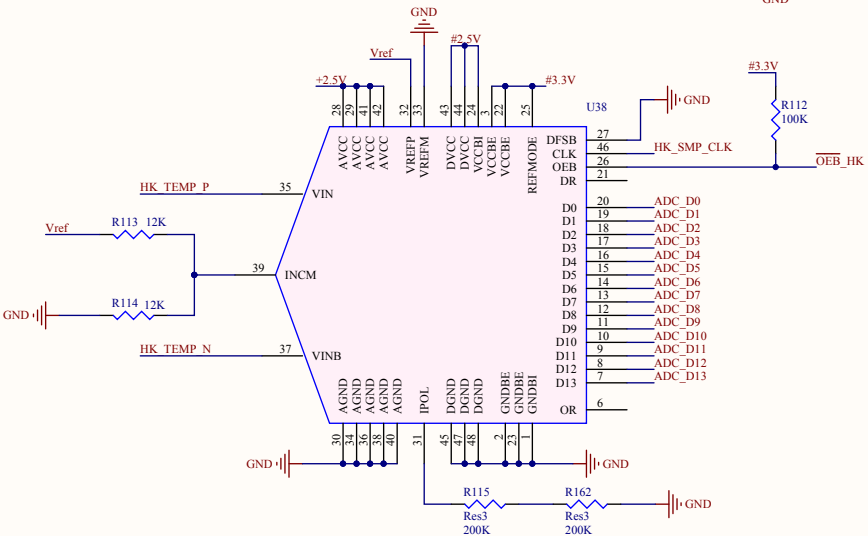 GND
GND
Vref
#2.5V
+2.5V
#3.3V
#3.3V
28
29
41
42
32
33
43
44
24
3
22
25
U38
R112
100K
AVCC
AVCC
AVCC
AVCC
VREFP
VREFM
DVCC
DVCC
VCCBI
VCCBE
VCCBE
REFMODE
DFSB 27 GND
CLK 46 HK_SMP_CLK
OEB 26 OEB_HK
DR 21
HK_TEMP_P 35 VIN
D0 20 ADC_D0
D1 19 ADC_D1
D2 18 ADC_D2
D3 17 ADC_D3
D4 16 ADC_D4
D5 15 ADC_D5
D6 14 ADC_D6
D7 13 ADC_D7
D8 12 ADC_D8
D9 11 ADC_D9
D10 10 ADC_D10
D11 9 ADC_D11
D12 8 ADC_D12
D13 7 ADC_D13
OR 6
Vref R113 12K
39 INCM
GND R114 12K
HK_TEMP_N 37 VINB
AGND
AGND
AGND
AGND
AGND
IPOL
DGND
DGND
DGND
GNDBE
GNDBE
GNDBI
30
34
36
38
40
31
45
47
48
2
23
1
GND
GND
R115
Res3
200K
R162
Res3
200K
GND